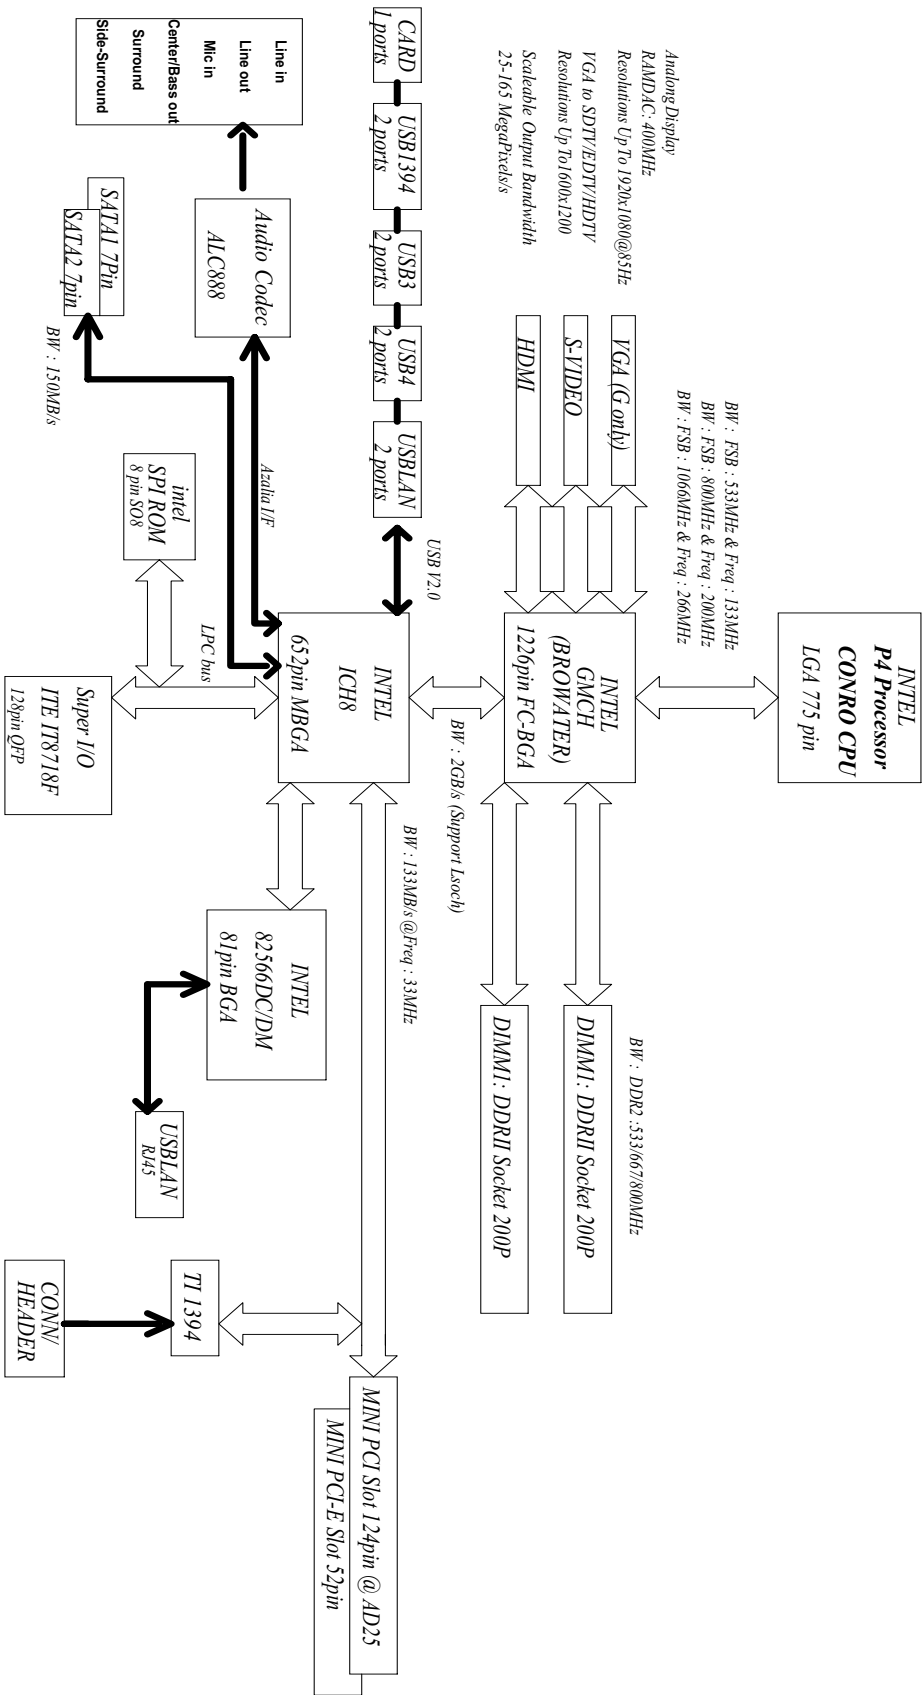 INTEL
P4 Processor
CONRO CPU
LGA 775 pin
BW : FSB : 533MHz & Freq : 133MHz
BW : FSB : 800MHz & Freq : 200MHz
BW : FSB : 1066MHz & Freq : 266MHz
Analong Display
RAMDAC: 400MHz
Resolutions Up To 1920x1080@85Hz
VGA to SDTV/EDTV/HDTV
Resolutions Up To1600x1200
Scaleable Output Bandwidth
25-165 MegaPixels/s
VGA (G only)
S-VIDEO
HDMI
INTEL
GMCH
(BROWATER)
1226pin FC-BGA
BW : DDR2 :533/667/800MHz
DIMM1: DDRII Socket 200P
DIMM1: DDRII Socket 200P
BW : 2GB/s (Support Lsoch)
CARD
1 ports
USB1394
2 ports
USB3
2 ports
USB4
2 ports
USBLAN
2 ports
USB V2.0
INTEL
ICH8
652pin MBGA
BW : 133MB/s @Freq : 33MHz
MINI PCI Slot 124pin @ AD25
MINI PCI-E Slot 52pin
Line in
Line out
Mic in
Center/Bass out
Surround
Side-Surround
Audio Codec
ALC888
Azalia I/F
INTEL
82566DC/DM
81pin BGA
USBLAN
RJ45
TI 1394
CONN/
HEADER
SATA1 7Pin
SATA2 7pin
BW : 150MB/s
intel
SPI ROM
8 pin SO8
LPC bus
Super I/O
ITE IT8718F
128pin QFP